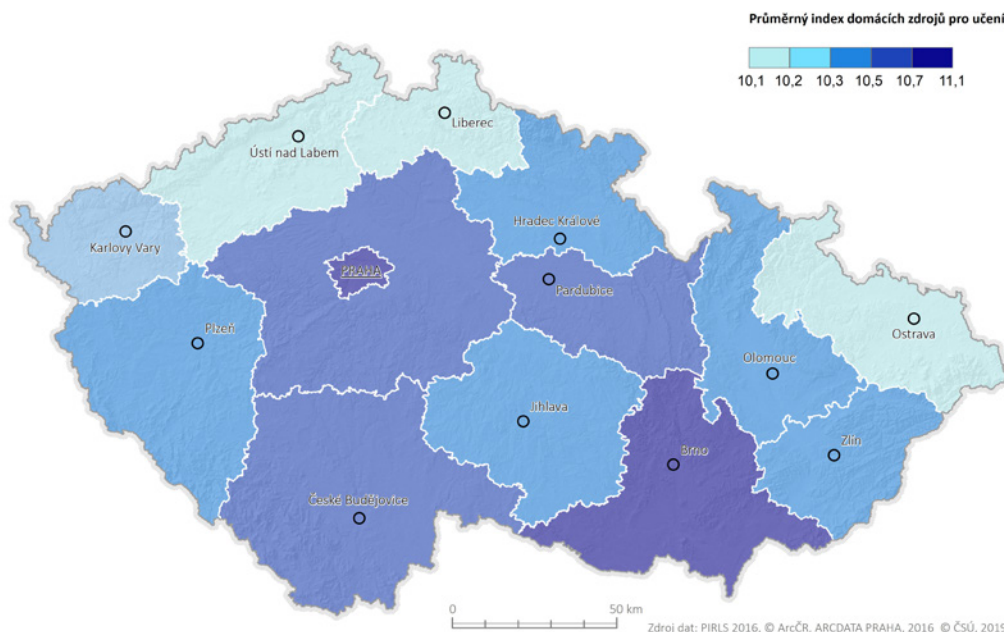 Průměrný index domácích zdrojů pro učení
10,1 10,2 10,3 10,5 10,7 11,1
Liberec
Ústí nad Labem
Hradec Králové
Karlovy Vary
PRAHA
Pardubice
Ostrava
Plzeň
Olomouc
Jihlava
Zlín
Brno
České Budějovice
0 50 km
Zdroj dat: PIRLS 2016, © ArcČR, ARCDATA PRAHA, 2016 © ČSÚ, 2019